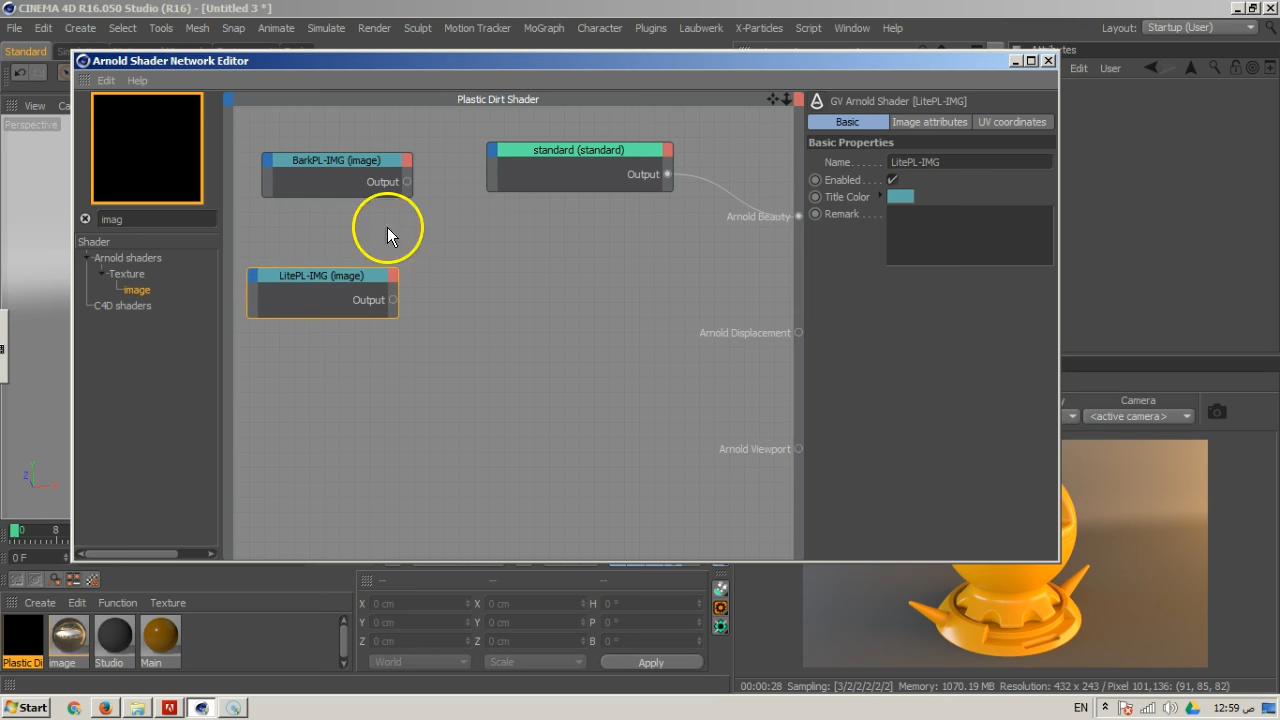 CINEMA 4D R16.050 Studio (R16) - [Untitled 3 *]
File Edit Create Select Tools Mesh Snap Animate Simulate Render Sculpt Motion Tracker MoGraph Character Plugins Laubwerk X-Particles Script Window Help Layout: Startup (User)
Standard
Arnold Shader Network Editor
Edit User
Edit Help
View
Perspective
Plastic Dirt Shader
GV Arnold Shader [LitePL-IMG]
Basic Image attributes UV coordinates
Basic Properties
Name LitePL-IMG
Enabled
Title Color
Remark
BarkPL-IMG (image)
Output
standard (standard)
Output
LitePL-IMG (image)
Output
Arnold Beauty
Arnold Displacement
Arnold Viewport
imag
Shader
Arnold shaders
Texture
image
C4D shaders
Camera
<active camera>
0 8
0 F
Create Edit Function Texture
Plastic Di image Studio Main
-- -- --
X 0 cm X 0 cm H 0 °
Y 0 cm Y 0 cm P 0 °
Z 0 cm Z 0 cm B 0 °
World Scale Apply
00:00:28 Sampling: [3/2/2/2/2] Memory: 1070.19 MB Resolution: 432 x 243 / Pixel 101,136: (91, 85, 82)
Start EN 12:59 ص